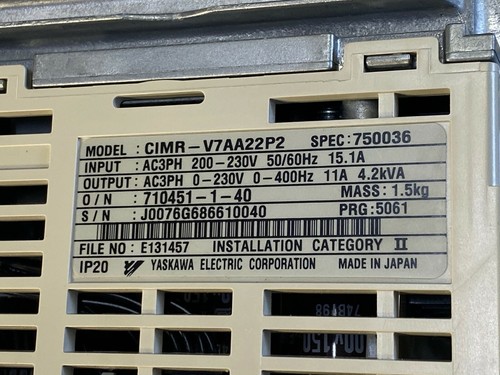 MODEL : CIMR-V7AA22P2 SPEC:750036
INPUT : AC3PH 200-230V 50/60Hz 15.1A
OUTPUT: AC3PH 0-230V 0-400Hz 11A 4.2kVA
O / N : 710451-1-40 MASS: 1.5kg
S / N : J0076G686610040 PRG:5061
FILE NO : E131457 INSTALLATION CATEGORY II
IP20 YASKAWA ELECTRIC CORPORATION MADE IN JAPAN